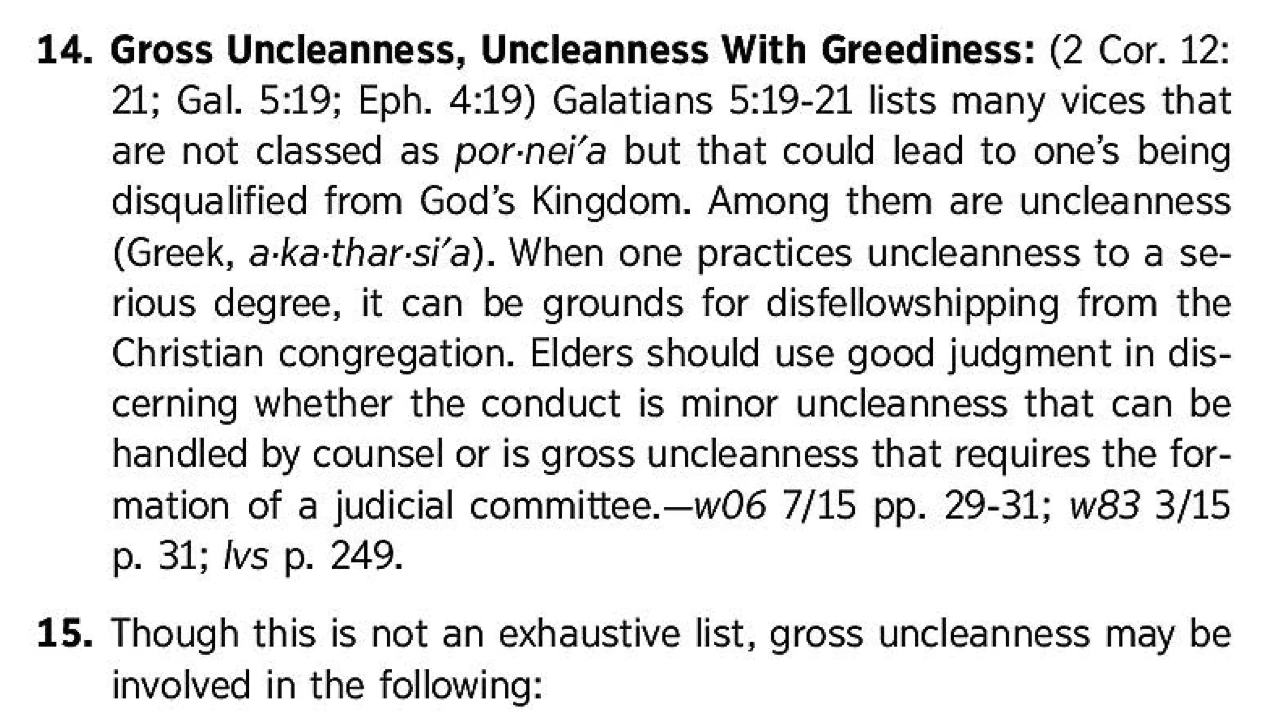 14. Gross Uncleanness, Uncleanness With Greediness: (2 Cor. 12:
21; Gal. 5:19; Eph. 4:19) Galatians 5:19-21 lists many vices that
are not classed as por·nei′a but that could lead to one’s being
disqualified from God’s Kingdom. Among them are uncleanness
(Greek, a·ka·thar·si′a). When one practices uncleanness to a se-
rious degree, it can be grounds for disfellowshipping from the
Christian congregation. Elders should use good judgment in dis-
cerning whether the conduct is minor uncleanness that can be
handled by counsel or is gross uncleanness that requires the for-
mation of a judicial committee.—w06 7/15 pp. 29-31; w83 3/15
p. 31; lvs p. 249.
15. Though this is not an exhaustive list, gross uncleanness may be
involved in the following: